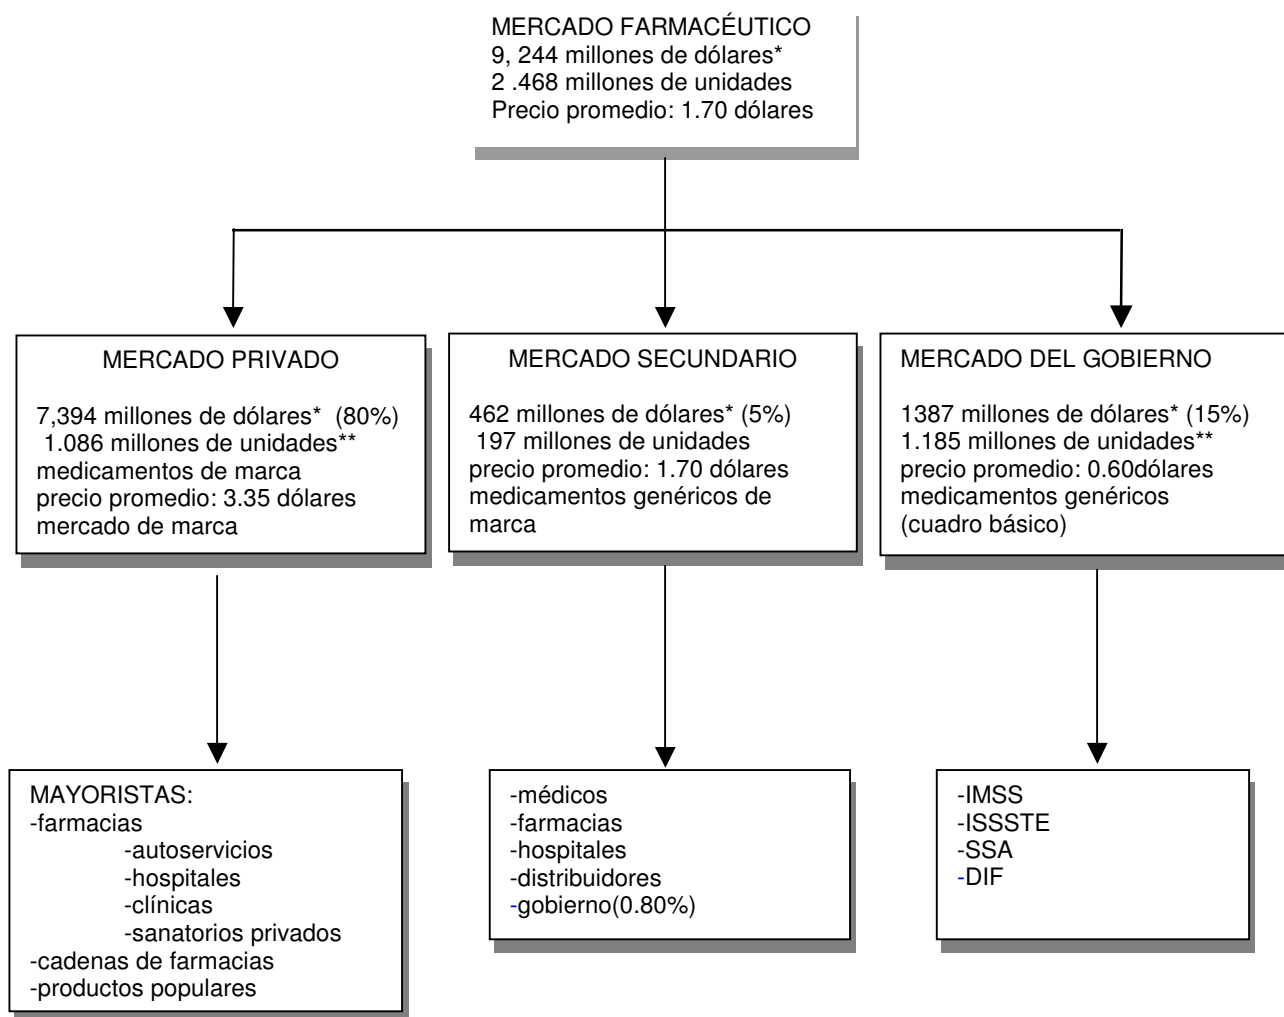 MERCADO FARMACÉUTICO
9, 244 millones de dólares*
2 .468 millones de unidades
Precio promedio: 1.70 dólares
MERCADO PRIVADO
7,394 millones de dólares* (80%)
1.086 millones de unidades**
medicamentos de marca
precio promedio: 3.35 dólares
mercado de marca
MERCADO SECUNDARIO
462 millones de dólares* (5%)
197 millones de unidades
precio promedio: 1.70 dólares
medicamentos genéricos de
marca
MERCADO DEL GOBIERNO
1387 millones de dólares* (15%)
1.185 millones de unidades**
precio promedio: 0.60dólares
medicamentos genéricos
(cuadro básico)
MAYORISTAS:
-farmacias
-autoservicios
-hospitales
-clínicas
-sanatorios privados
-cadenas de farmacias
-productos populares
-médicos
-farmacias
-hospitales
-distribuidores
-gobierno(0.80%)
-IMSS
-ISSSTE
-SSA
-DIF